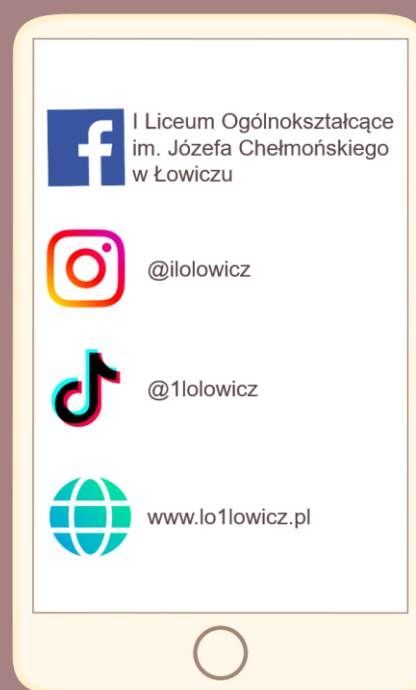 I Liceum Ogólnokształcące
im. Józefa Chełmońskiego
w Łowiczu
@ilolowicz
@1lolowicz
www.lo1lowicz.pl